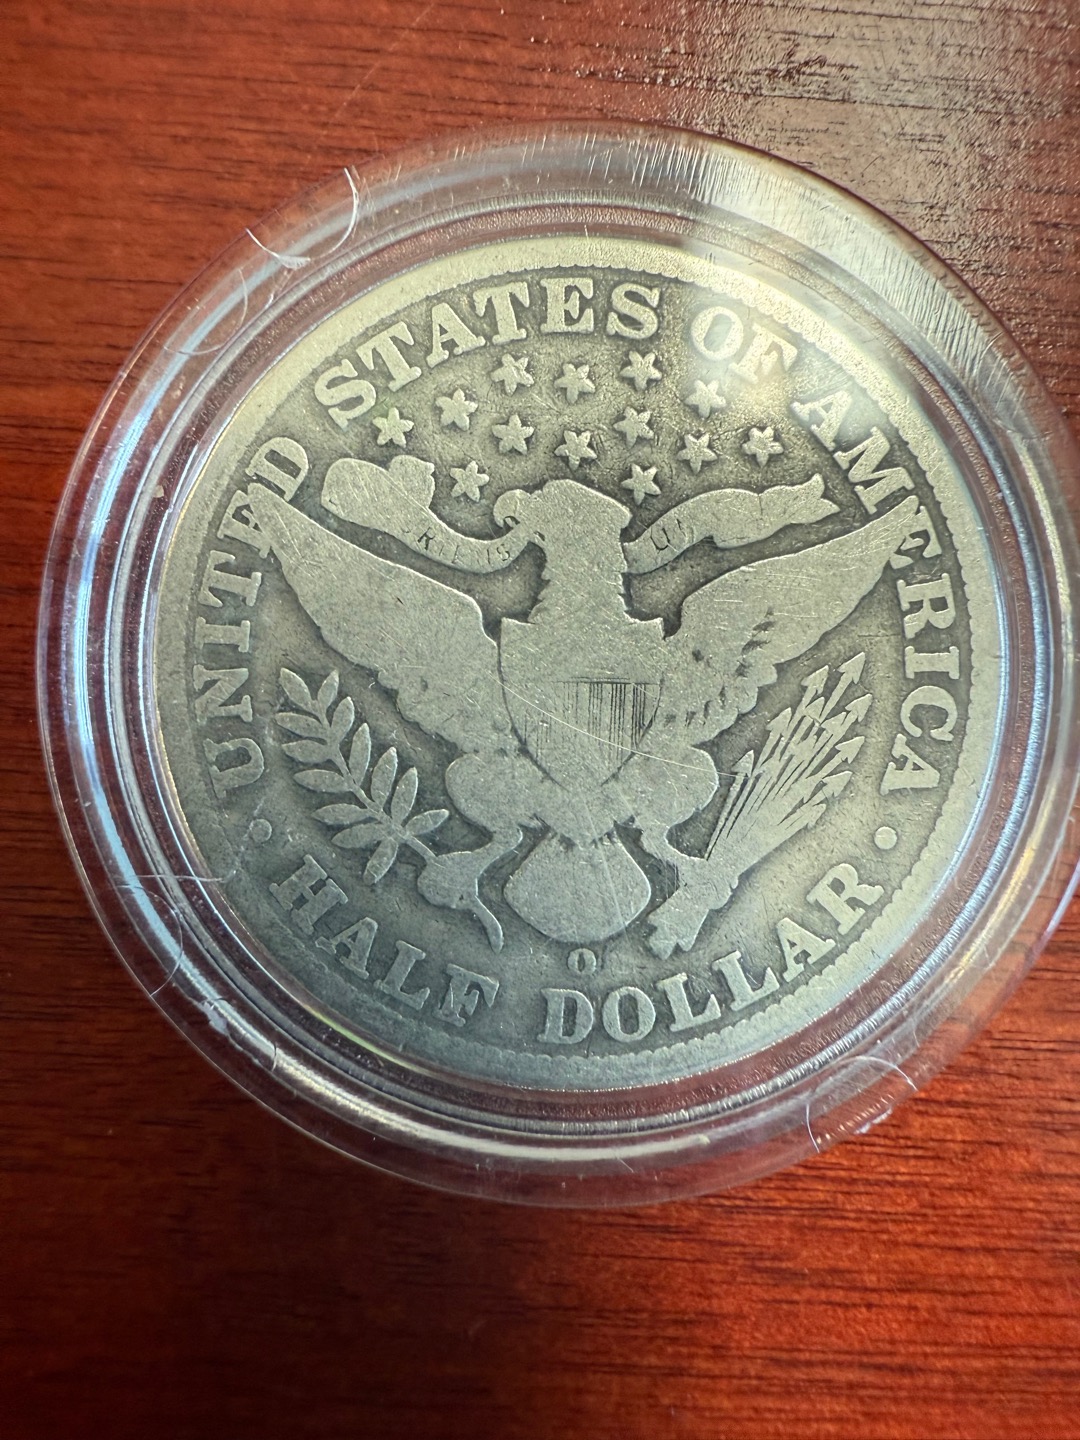 UNITED STATES OF AMERICA
HALF DOLLAR
O